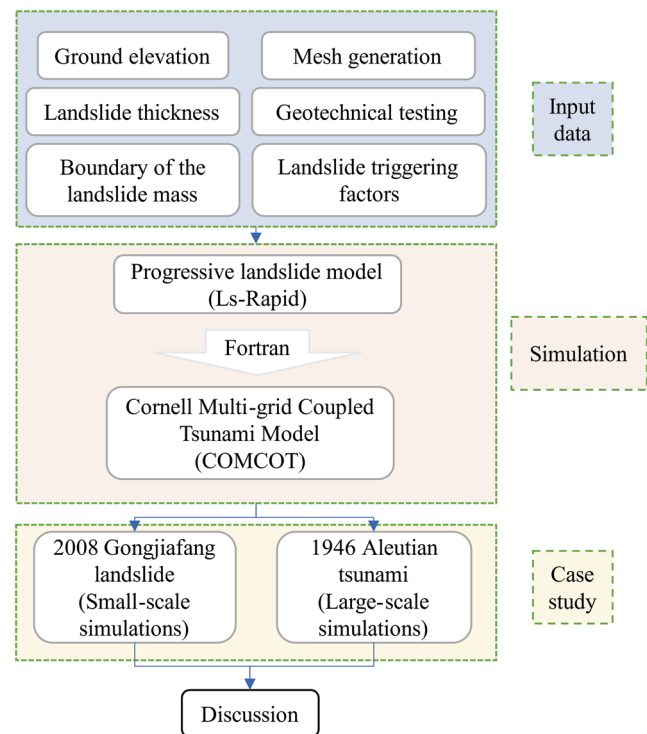 Ground elevation
Mesh generation
Landslide thickness
Geotechnical testing
Boundary of the
landslide mass
Landslide triggering
factors
Input
data
Progressive landslide model
(Ls-Rapid)
Fortran
Cornell Multi-grid Coupled
Tsunami Model
(COMCOT)
Simulation
2008 Gongjiafang
landslide
(Small-scale
simulations)
1946 Aleutian
tsunami
(Large-scale
simulations)
Case
study
Discussion